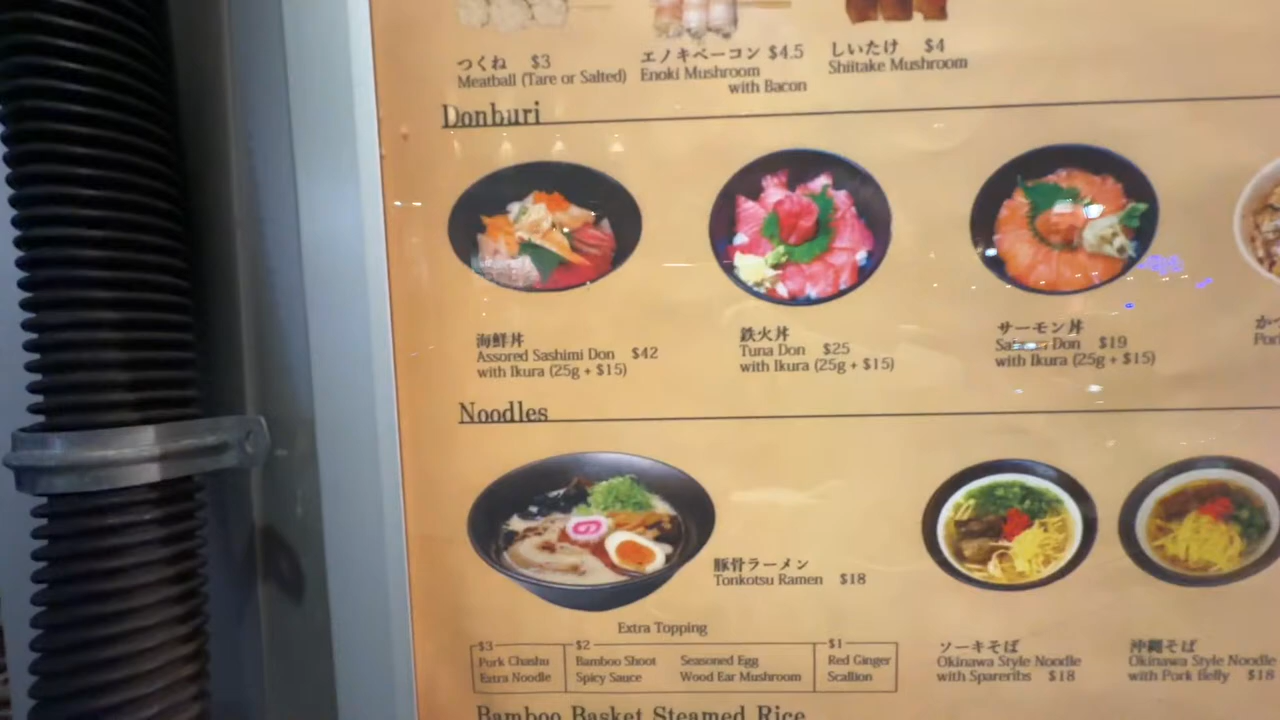 つくね $3
Meatball (Tare or Salted)
エノキベーコン $4.5
Enoki Mushroom
with Bacon
しいたけ $4
Shiitake Mushroom
Donburi
海鮮丼
Assored Sashimi Don $42
with Ikura (25g + $15)
鉄火丼
Tuna Don $25
with Ikura (25g + $15)
サーモン丼
Don $19
with Ikura (25g + $15)
Noodles
豚骨ラーメン
Tonkotsu Ramen $18
Extra Topping
$3
Pork Chashu
Extra Noodle
$2
Bamboo Shoot
Spicy Sauce
Seasoned Egg
Wood Ear Mushroom
$1
Red Ginger
Scallion
ソーキそば
Okinawa Style Noodle
with Spareribs $18
沖縄そば
Okinawa Style Noodle
with Pork Belly $18
Bamboo Basket Steamed Rice